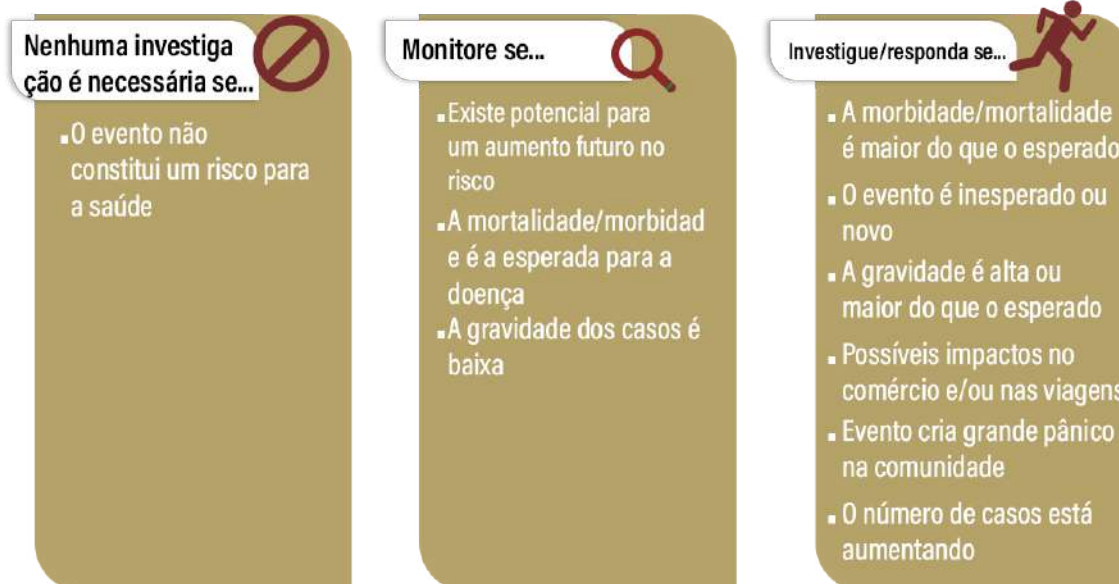 Nenhuma investiga
ção é necessária se...
▪O evento não
constitui um risco para
a saúde
Monitore se...
▪Existe potencial para
um aumento futuro no
risco
▪A mortalidade/morbidad
e é a esperada para a
doença
▪A gravidade dos casos é
baixa
Investigue/responda se...
▪ A morbidade/mortalidade
é maior do que o esperado
▪ O evento é inesperado ou
novo
▪ A gravidade é alta ou
maior do que o esperado
▪ Possíveis impactos no
comércio e/ou nas viagens
▪ Evento cria grande pânico
na comunidade
▪ O número de casos está
aumentando